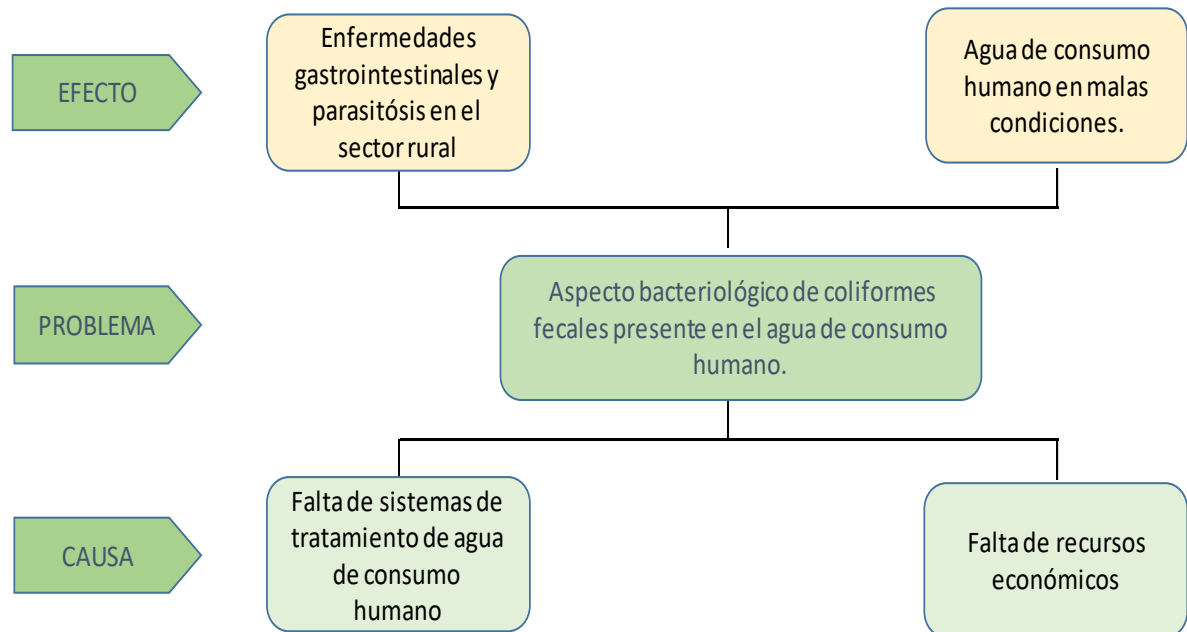 EFECTO
Enfermedades
gastrointestinales y
parasitósis en el
sector rural
Agua de consumo
humano en malas
condiciones.
PROBLEMA
Aspecto bacteriológico de coliformes
fecales presente en el agua de consumo
humano.
CAUSA
Falta de sistemas de
tratamiento de agua
de consumo
humano
Falta de recursos
económicos